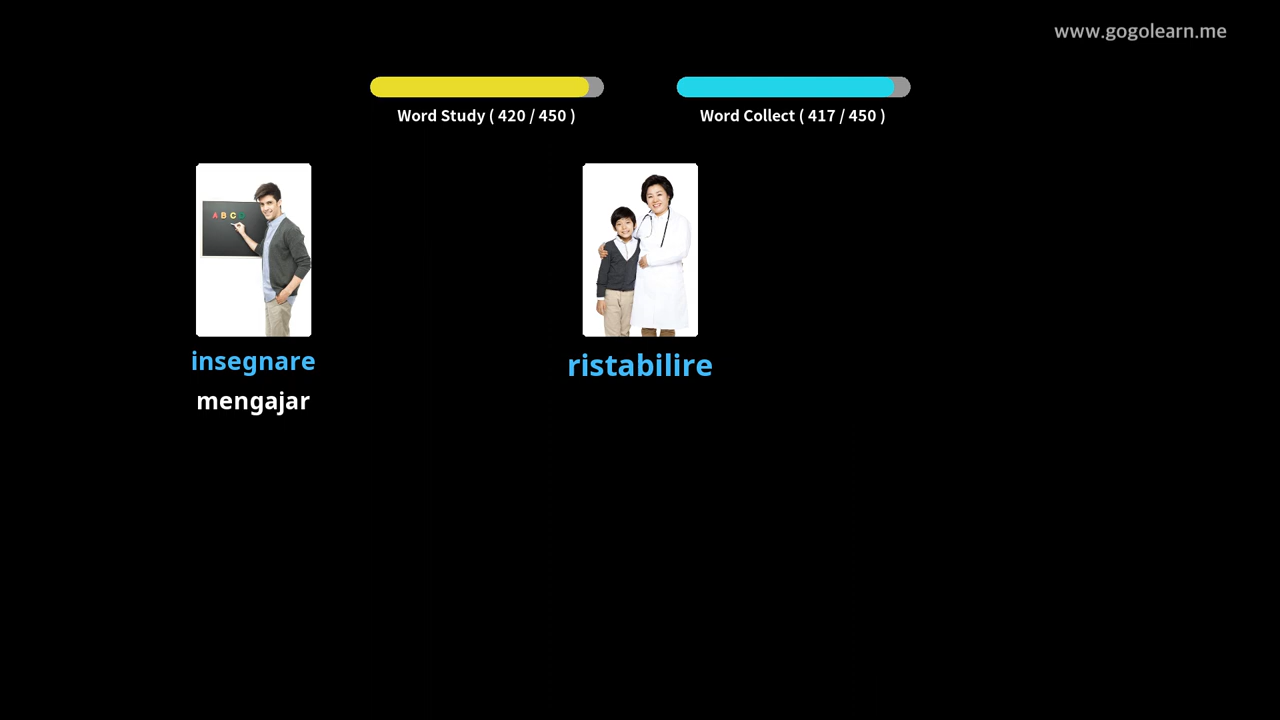 www.gogolearn.me
Word Study ( 420 / 450 )
Word Collect ( 417 / 450 )
A B C D
insegnare
mengajar
ristabilire